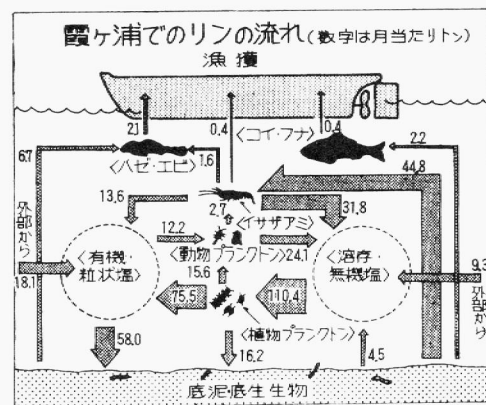 霞ヶ浦でのリンの流れ(数字は月当たりトン)
漁獲
21
0.4
〈コイ・フナ〉
0.4
6.7
〈ハゼ・エビ〉
1.6
2.2
44.8
13.6
2.7
〈イサザアミ〉
31.8
外部から
18.1
〈有機・粒状塩〉
12.2
〈動物プランクトン〉
24.1
〈溶存・無機塩〉
9.3
外部から
15.6
75.5
110.4
〈植物プランクトン〉
58.0
16.2
4.5
底泥・底生生物